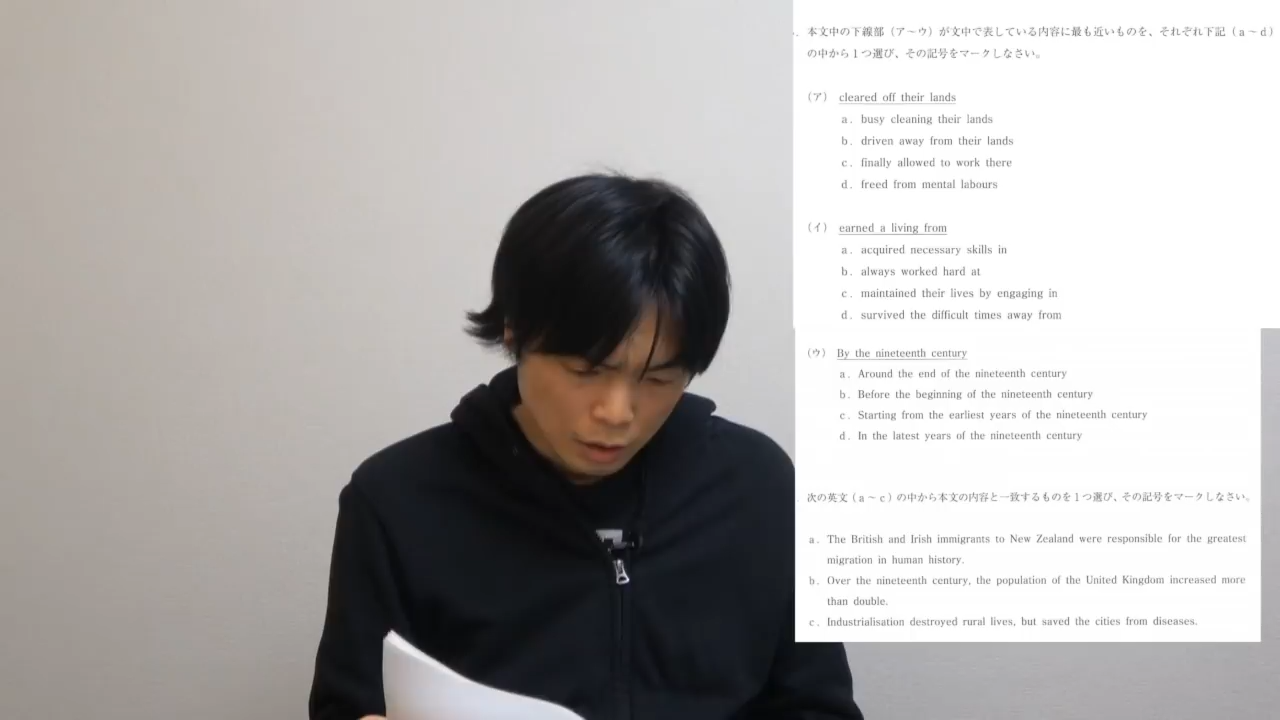 . 本文中の下線部（ア～ウ）が文中で表している内容に最も近いものを、それぞれ下記（a～d）
の中から1つ選び、その記号をマークしなさい。
（ア） cleared off their lands
a. busy cleaning their lands
b. driven away from their lands
c. finally allowed to work there
d. freed from mental labours
（イ） earned a living from
a. acquired necessary skills in
b. always worked hard at
c. maintained their lives by engaging in
d. survived the difficult times away from
（ウ） By the nineteenth century
a. Around the end of the nineteenth century
b. Before the beginning of the nineteenth century
c. Starting from the earliest years of the nineteenth century
d. In the latest years of the nineteenth century
. 次の英文（a～c）の中から本文の内容と一致するものを1つ選び、その記号をマークしなさい。
a. The British and Irish immigrants to New Zealand were responsible for the greatest
migration in human history.
b. Over the nineteenth century, the population of the United Kingdom increased more
than double.
c. Industrialisation destroyed rural lives, but saved the cities from diseases.